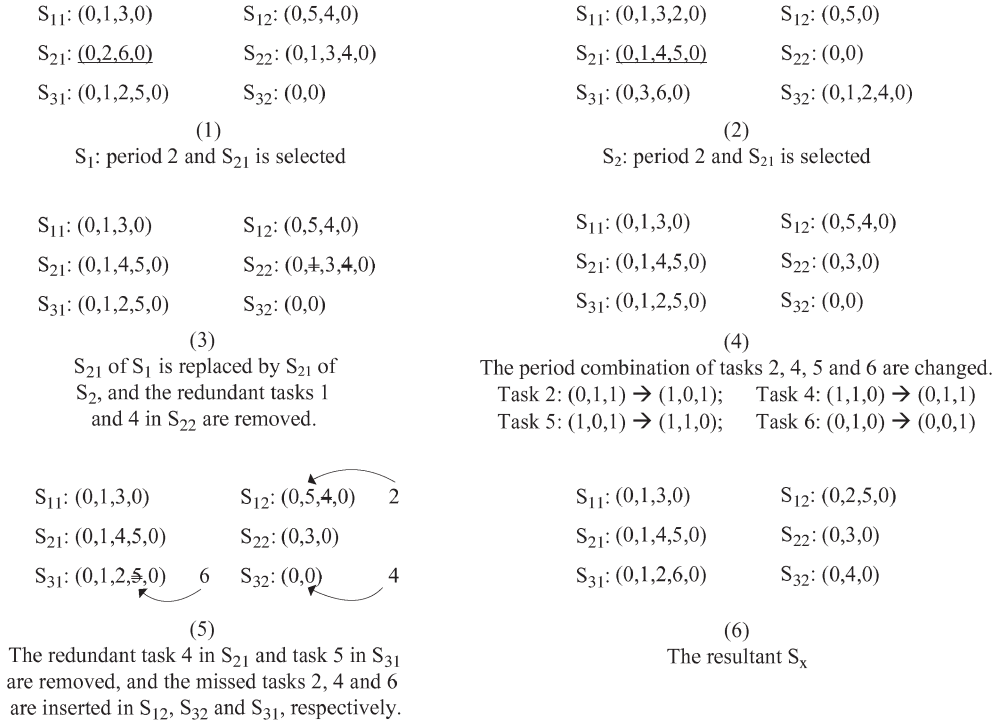 S11: (0,1,3,0) S12: (0,5,4,0)
S21: (0,2,6,0) S22: (0,1,3,4,0)
S31: (0,1,2,5,0) S32: (0,0)
(1)
S1: period 2 and S21 is selected
S11: (0,1,3,2,0) S12: (0,5,0)
S21: (0,1,4,5,0) S22: (0,0)
S31: (0,3,6,0) S32: (0,1,2,4,0)
(2)
S2: period 2 and S21 is selected
S11: (0,1,3,0) S12: (0,5,4,0)
S21: (0,1,4,5,0) S22: (0,1,3,4,0)
S31: (0,1,2,5,0) S32: (0,0)
(3)
S21 of S1 is replaced by S21 of
S2, and the redundant tasks 1
and 4 in S22 are removed.
S11: (0,1,3,0) S12: (0,5,4,0)
S21: (0,1,4,5,0) S22: (0,3,0)
S31: (0,1,2,5,0) S32: (0,0)
(4)
The period combination of tasks 2, 4, 5 and 6 are changed.
Task 2: (0,1,1) → (1,0,1); Task 4: (1,1,0) → (0,1,1)
Task 5: (1,0,1) → (1,1,0); Task 6: (0,1,0) → (0,0,1)
S11: (0,1,3,0) S12: (0,5,4,0) 2
S21: (0,1,4,5,0) S22: (0,3,0)
S31: (0,1,2,5,0) 6 S32: (0,0) 4
(5)
The redundant task 4 in S21 and task 5 in S31
are removed, and the missed tasks 2, 4 and 6
are inserted in S12, S32 and S31, respectively.
S11: (0,1,3,0) S12: (0,2,5,0)
S21: (0,1,4,5,0) S22: (0,3,0)
S31: (0,1,2,6,0) S32: (0,4,0)
(6)
The resultant Sx